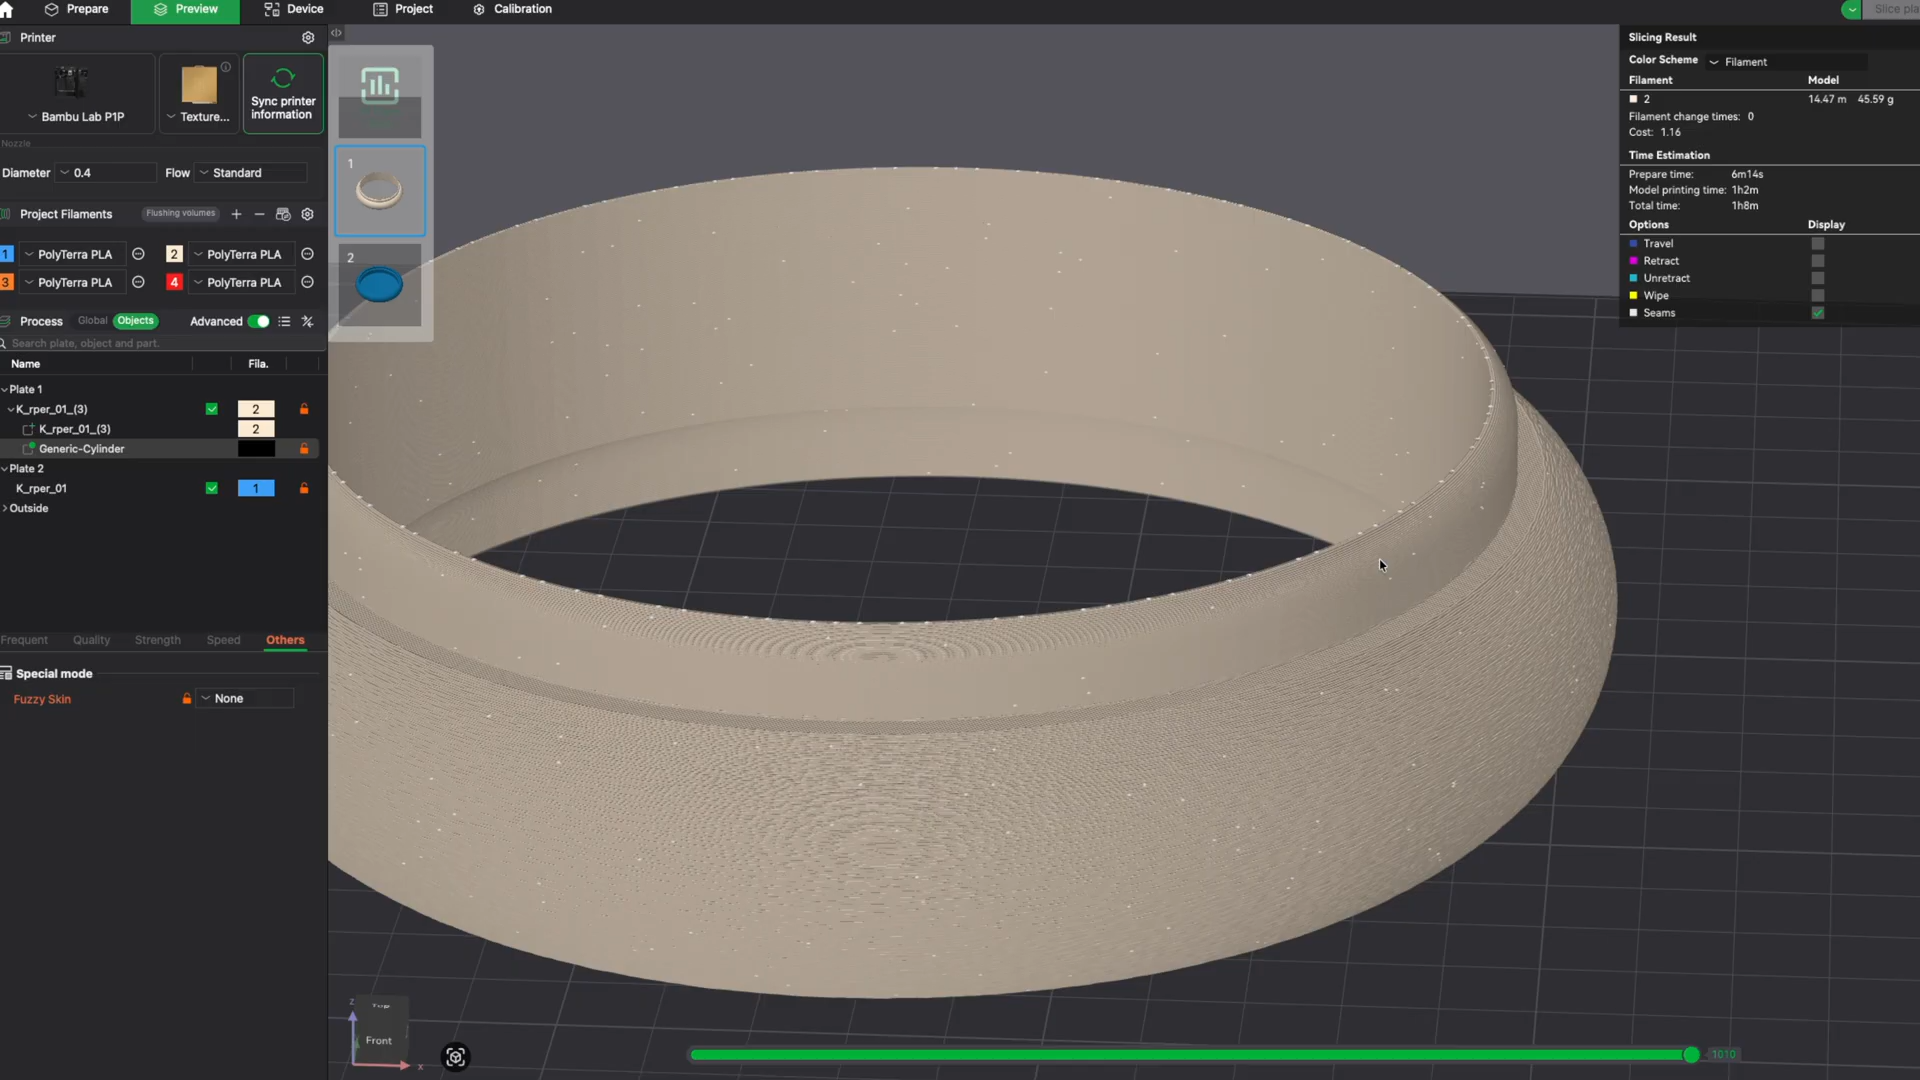 Prepare
Preview
Device
Project
Calibration
Slice pla
Printer
Bambu Lab P1P
Texture...
Sync printer
information
Nozzle
Diameter
0.4
Flow
Standard
Project Filaments
Flushing volumes
1
PolyTerra PLA
2
PolyTerra PLA
3
PolyTerra PLA
4
PolyTerra PLA
Process
Global
Objects
Advanced
Search plate, object and part.
Name
Fila.
Plate 1
K_rper_01_(3)
2
K_rper_01_(3)
2
Generic-Cylinder
Plate 2
K_rper_01
1
Outside
Frequent
Quality
Strength
Speed
Others
Special mode
Fuzzy Skin
None
1
2
Slicing Result
Color Scheme
Filament
Filament
Model
2
14.47 m
45.59 g
Filament change times: 0
Cost: 1.16
Time Estimation
Prepare time: 6m14s
Model printing time: 1h2m
Total time: 1h8m
Options
Display
Travel
Retract
Unretract
Wipe
Seams
z
Top
Front
x
1010